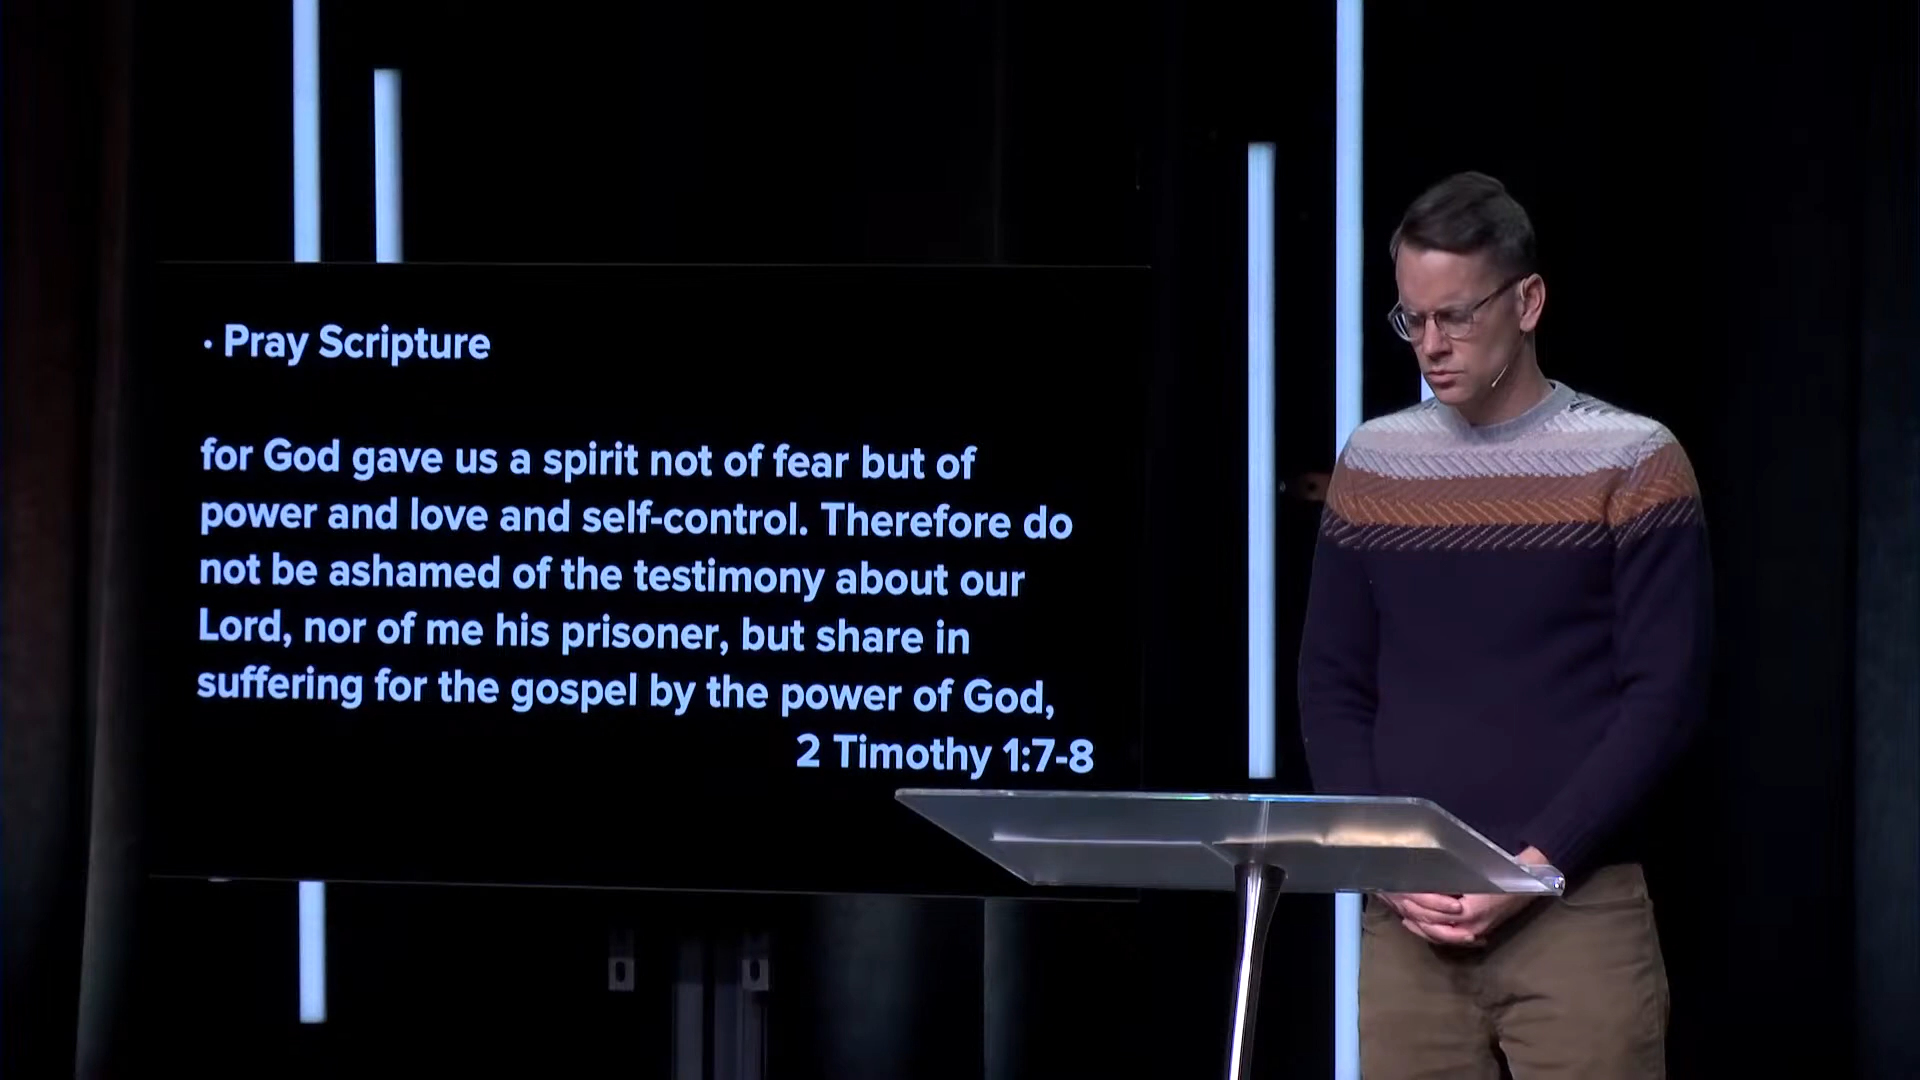 · Pray Scripture
for God gave us a spirit not of fear but of
power and love and self-control. Therefore do
not be ashamed of the testimony about our
Lord, nor of me his prisoner, but share in
suffering for the gospel by the power of God,
2 Timothy 1:7-8